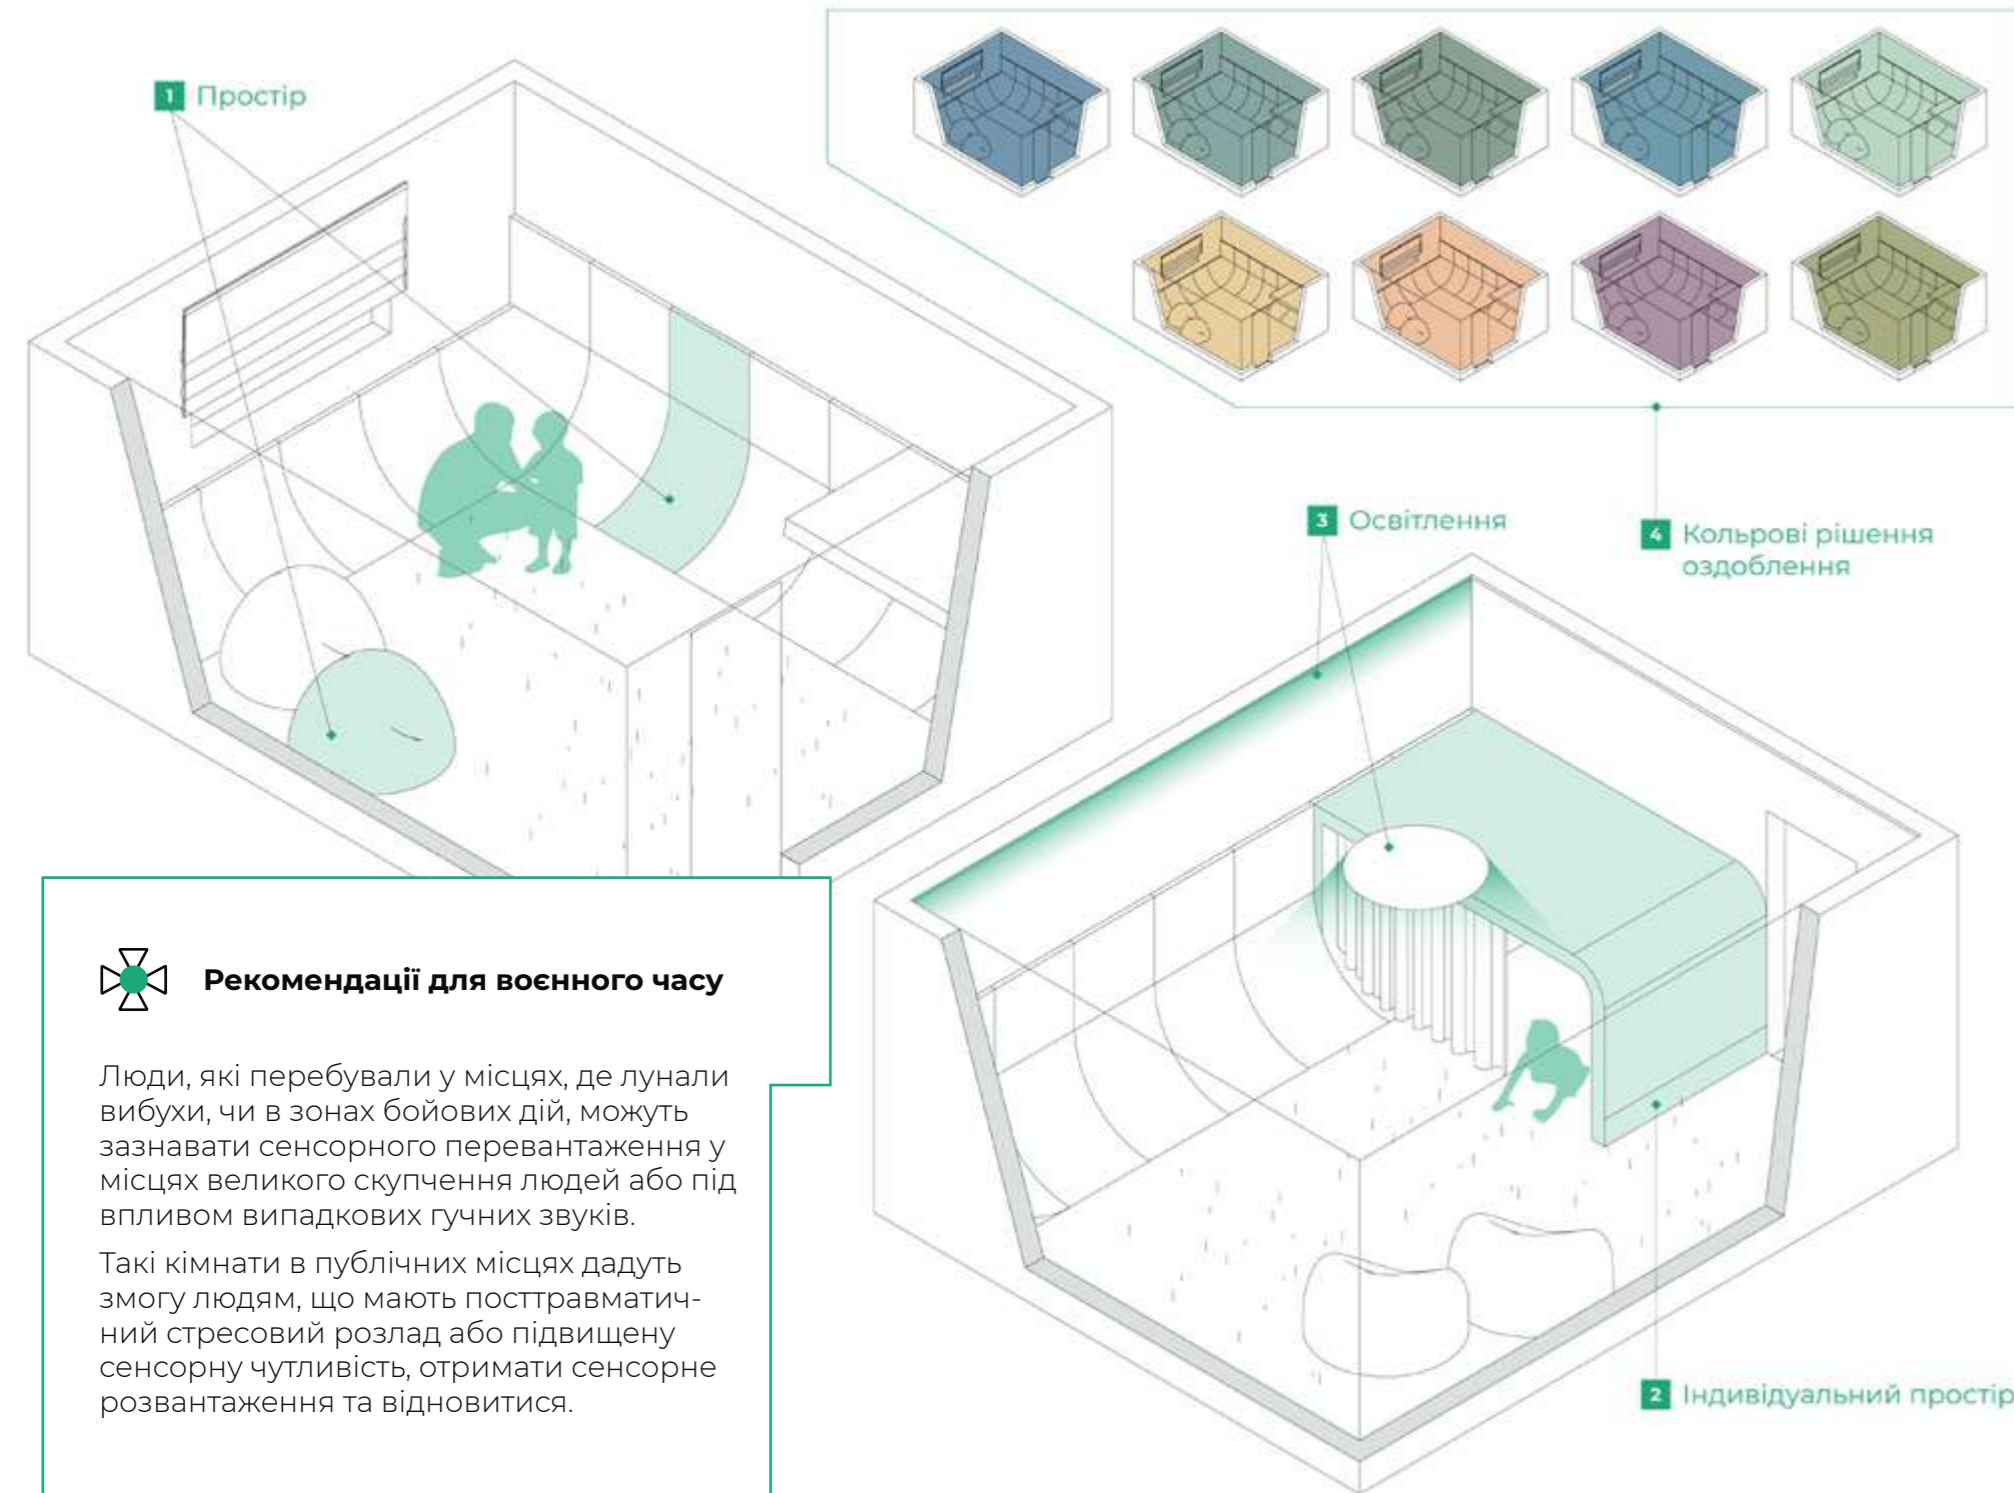 1 Простір
3 Освітлення
4 Кольрові рішення
оздоблення
Рекомендації для воєнного часу
Люди, які перебували у місцях, де лунали
вибухи, чи в зонах бойових дій, можуть
зазнавати сенсорного перевантаження у
місцях великого скупчення людей або під
впливом випадкових гучних звуків.
Такі кімнати в публічних місцях дадуть
змогу людям, що мають посттравматич-
ний стресовий розлад або підвищену
сенсорну чутливість, отримати сенсорне
розвантаження та відновитися.
2 Індивідуальний простір